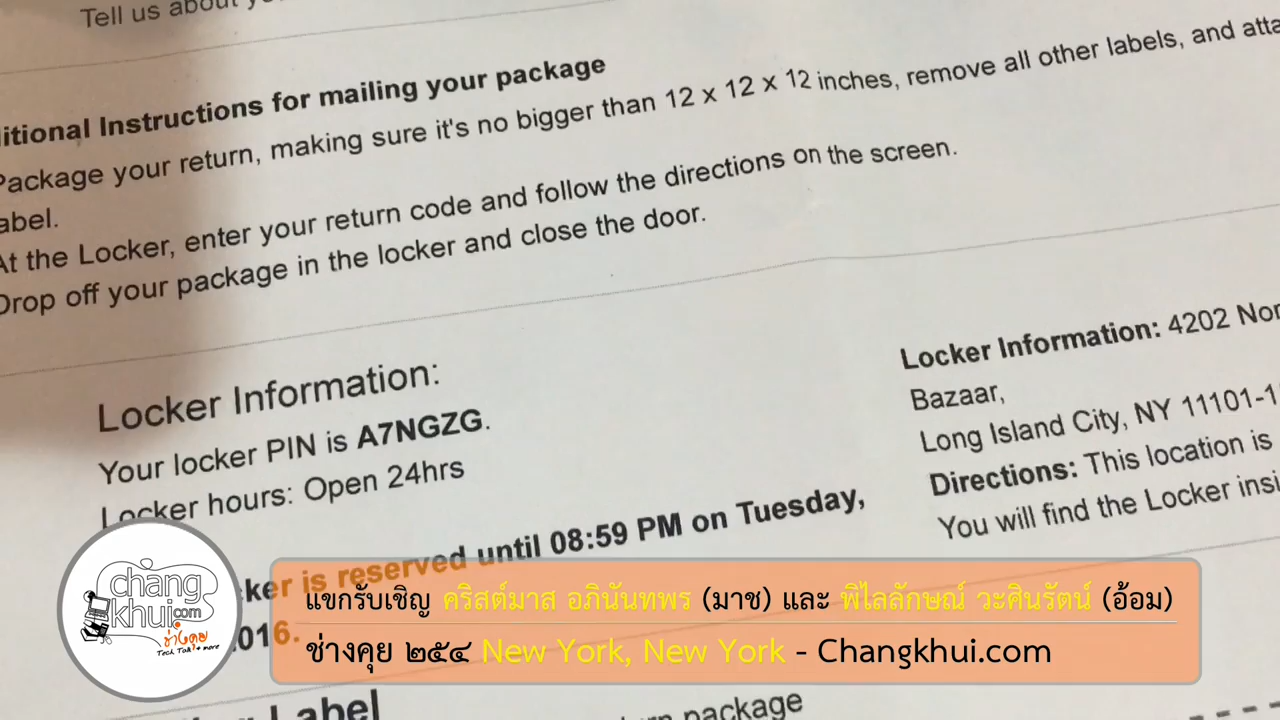 Tell us about
Additional Instructions for mailing your package
Package your return, making sure it's no bigger than 12 x 12 x 12 inches, remove all other labels, and
label.
At the Locker, enter your return code and follow the directions on the screen.
Drop off your package in the locker and close the door.
Locker Information:
Your locker PIN is A7NGZG.
Locker hours: Open 24hrs
is reserved until 08:59 PM on Tuesday,
2016.
Locker Information: 4202
Bazaar,
Long Island City, NY 11101-1
Directions: This location is
You will find the Locker
Label
package
chang
khui.com
ช่างคุย
Tech Talk + more
แขกรับเชิญ คริสต์มาส อภินันทพร (มาช) และ พิไลลักษณ์ วะศินรัตน์ (อ้อม)
ช่างคุย ๒๕๔ New York, New York - Changkhui.com